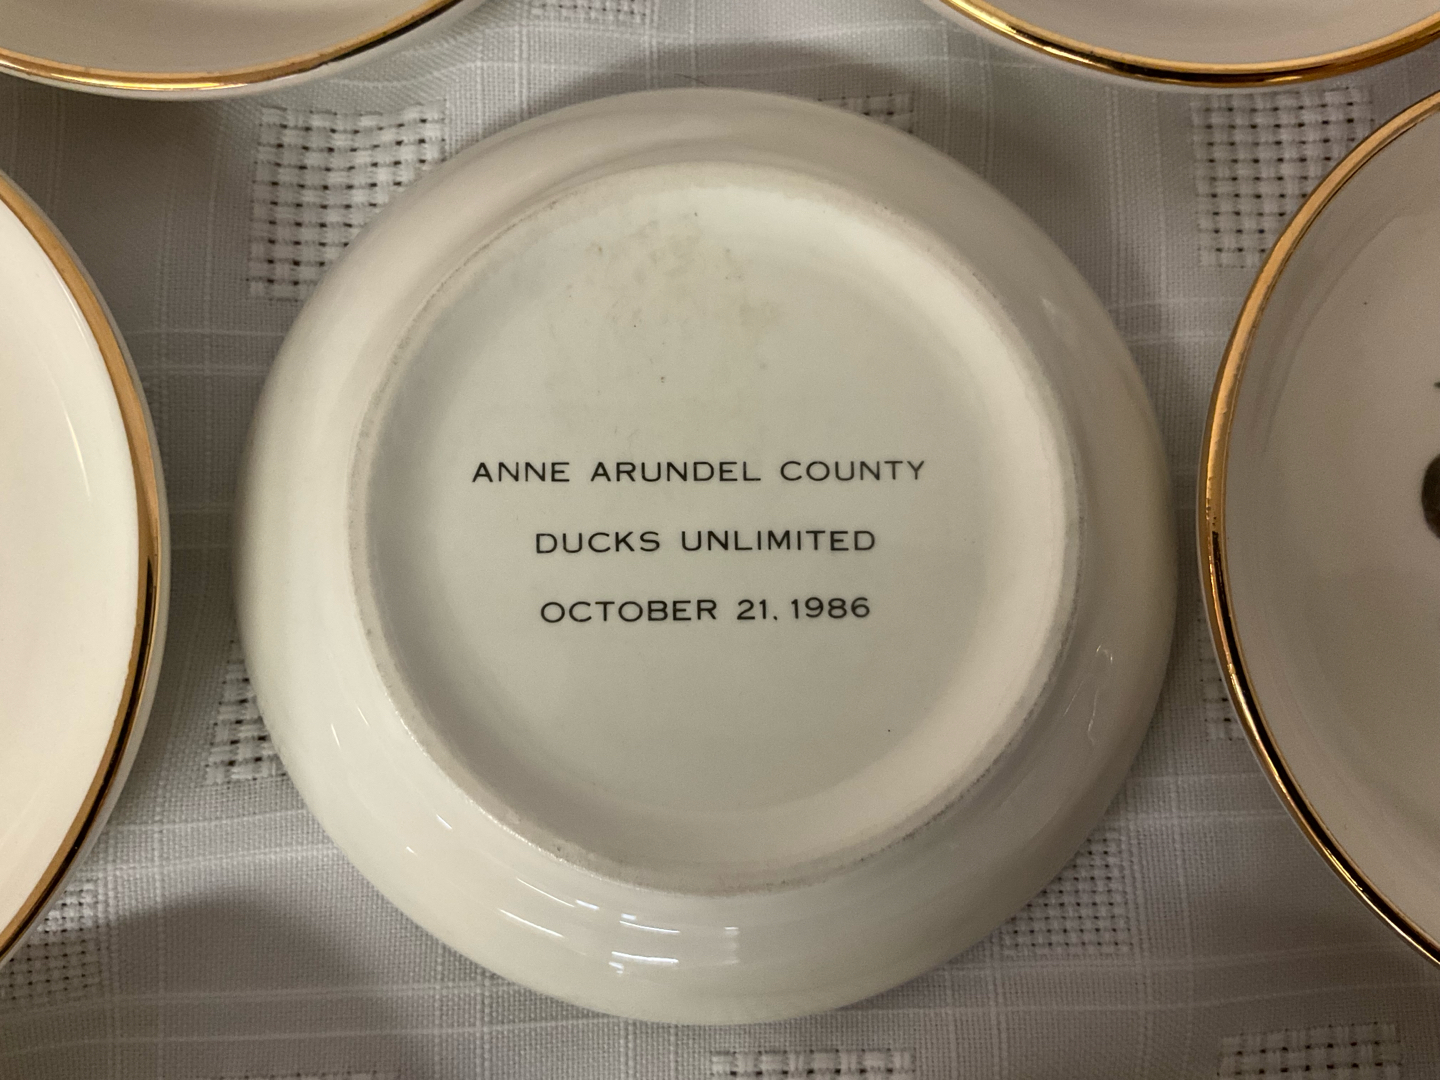 ANNE ARUNDEL COUNTY
DUCKS UNLIMITED
OCTOBER 21, 1986